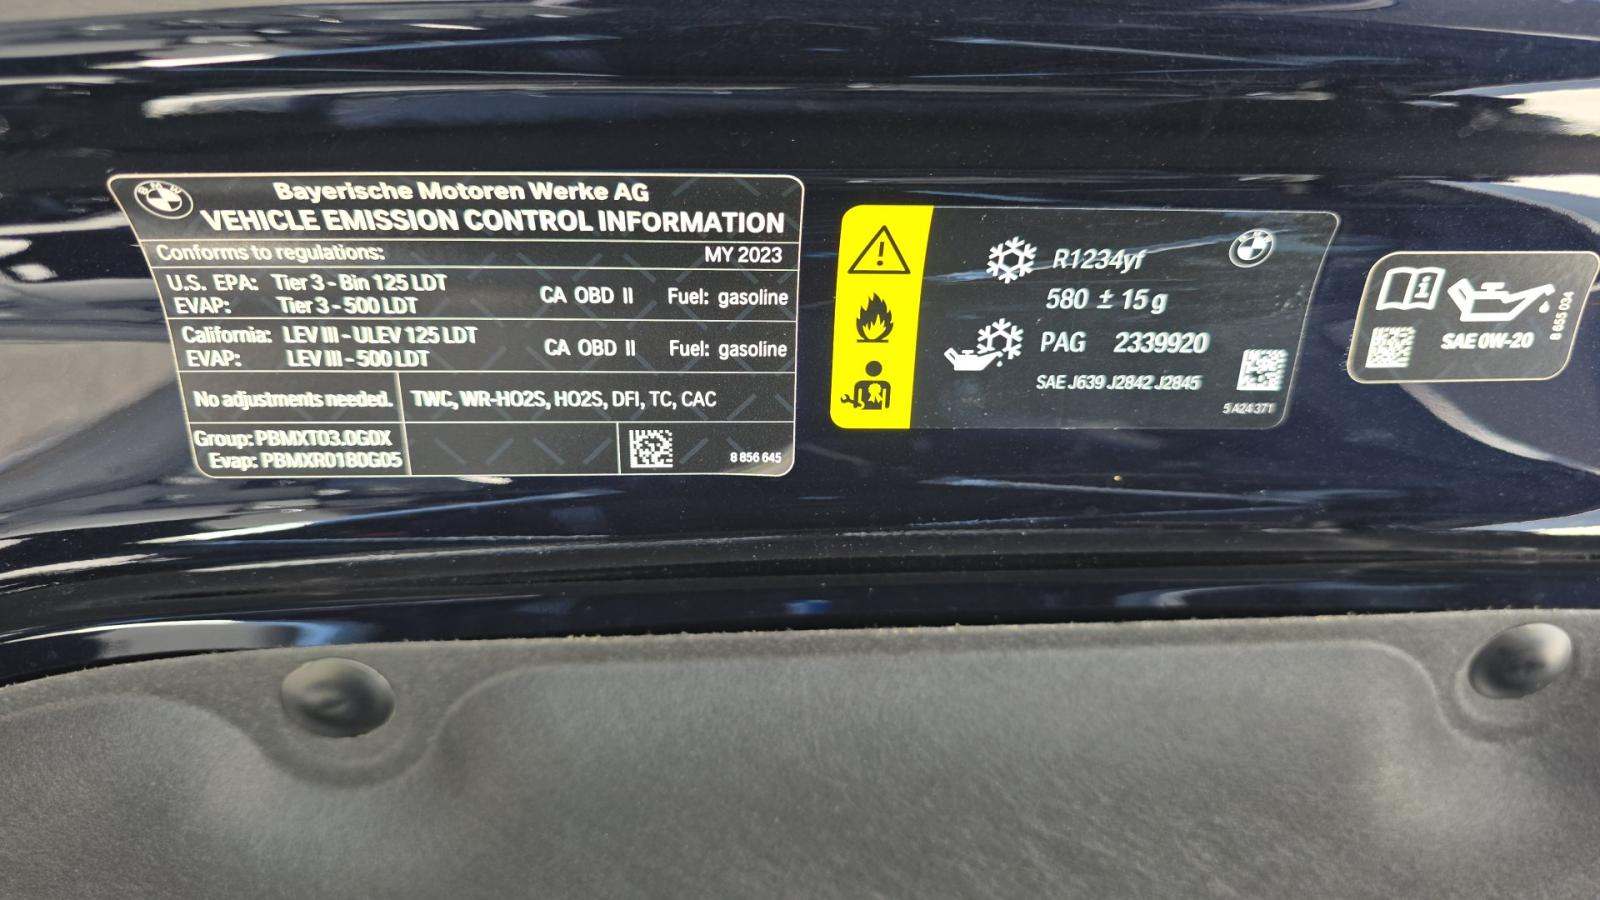 BMW
Bayerische Motoren Werke AG
VEHICLE EMISSION CONTROL INFORMATION
Conforms to regulations: MY 2023
U.S. EPA: Tier 3 - Bin 125 LDT
EVAP: Tier 3 - 500 LDT
CA OBD II Fuel: gasoline
California: LEV III - ULEV 125 LDT
EVAP: LEV III - 500 LDT
CA OBD II Fuel: gasoline
No adjustments needed. TWC, WR-HO2S, HO2S, DFI, TC, CAC
Group: PBMXT03.0G0X
Evap: PBMXR0180G05
8 856 645
R1234yf
580 ± 15 g
PAG 2339920
SAE J639 J2842 J2845
5 A24 371
SAE 0W-20
8 655 034